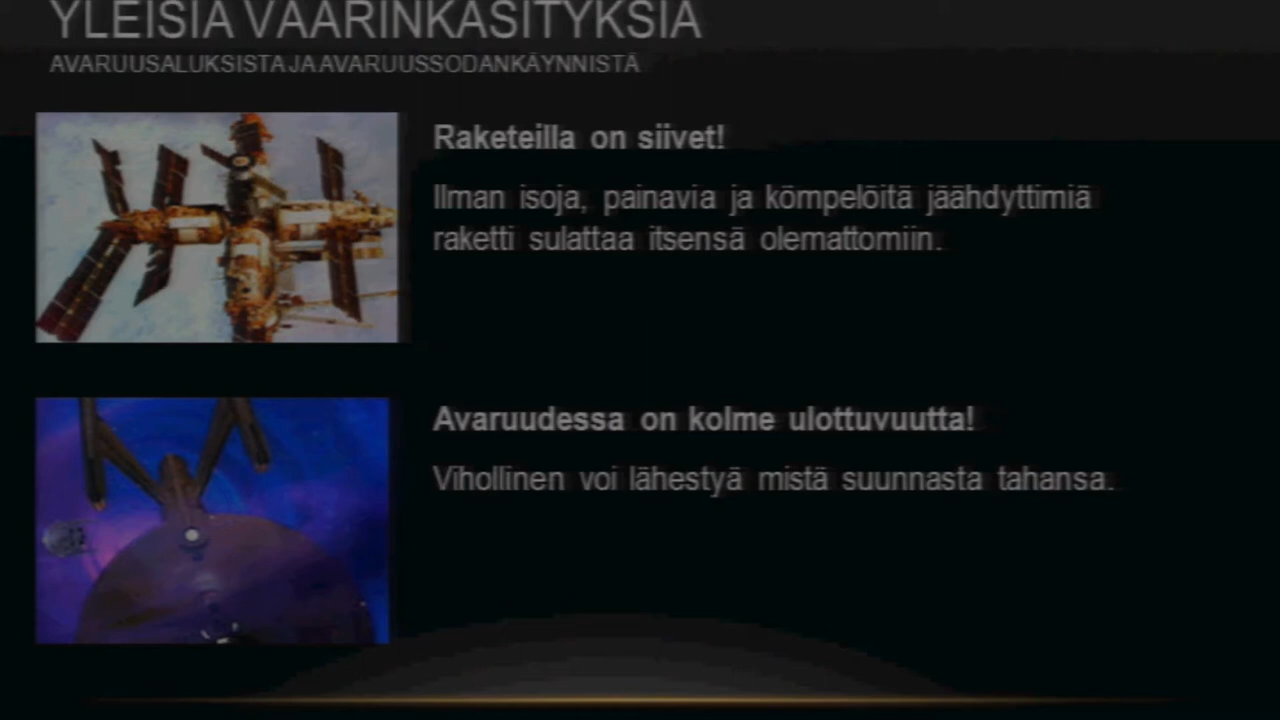 YLEISIÄ VÄÄRINKÄSITYKSIÄ
AVARUUSALUKSISTA JA AVARUUSSODANKÄYNNISTÄ
Raketeilla on siivet!
Ilman isoja, painavia ja kömpelöitä jäähdyttimiä
raketti sulattaa itsensä olemattomiin.
Avaruudessa on kolme ulottuvuutta!
Vihollinen voi lähestyä mistä suunnasta tahansa.